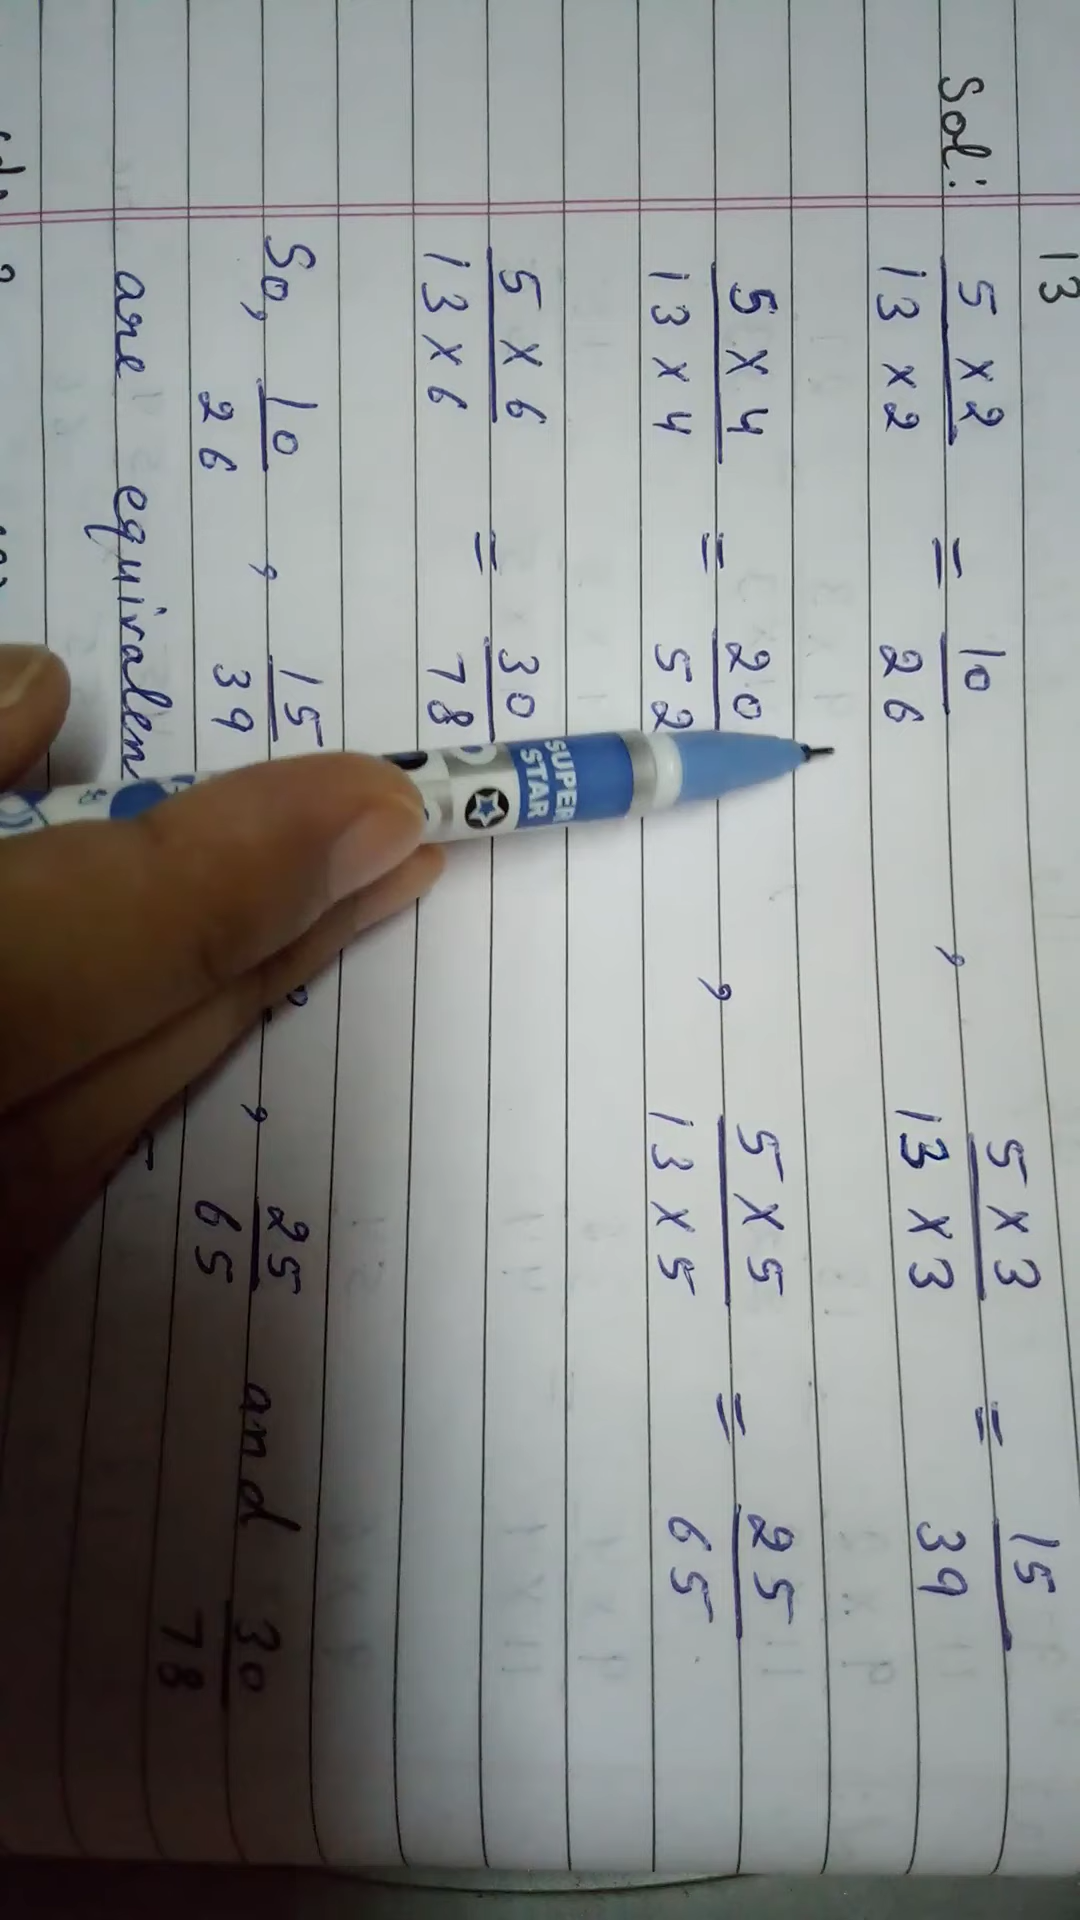 13
Sol: 5 × 2 / 13 × 2 = 10 / 26 , 5 × 3 / 13 × 3 = 15 / 39
5 × 4 / 13 × 4 = 20 / 52 , 5 × 5 / 13 × 5 = 25 / 65
5 × 6 / 13 × 6 = 30 / 78
So, 10 / 26 , 15 / 39 , 25 / 65 and 30 / 78
are
SUPER
STAR